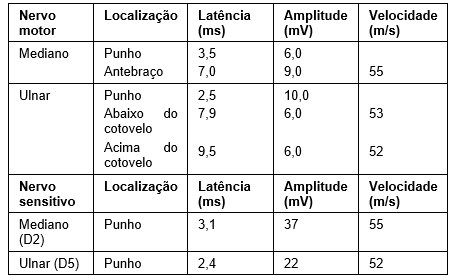 Nervo motor Localização Latência (ms) Amplitude (mV) Velocidade (m/s)
Mediano Punho 3,5 6,0
Antebraço 7,0 9,0 55
Ulnar Punho 2,5 10,0
Abaixo do cotovelo 7,9 6,0 53
Acima do cotovelo 9,5 6,0 52
Nervo sensitivo Localização Latência (ms) Amplitude (mV) Velocidade (m/s)
Mediano (D2) Punho 3,1 37 55
Ulnar (D5) Punho 2,4 22 52